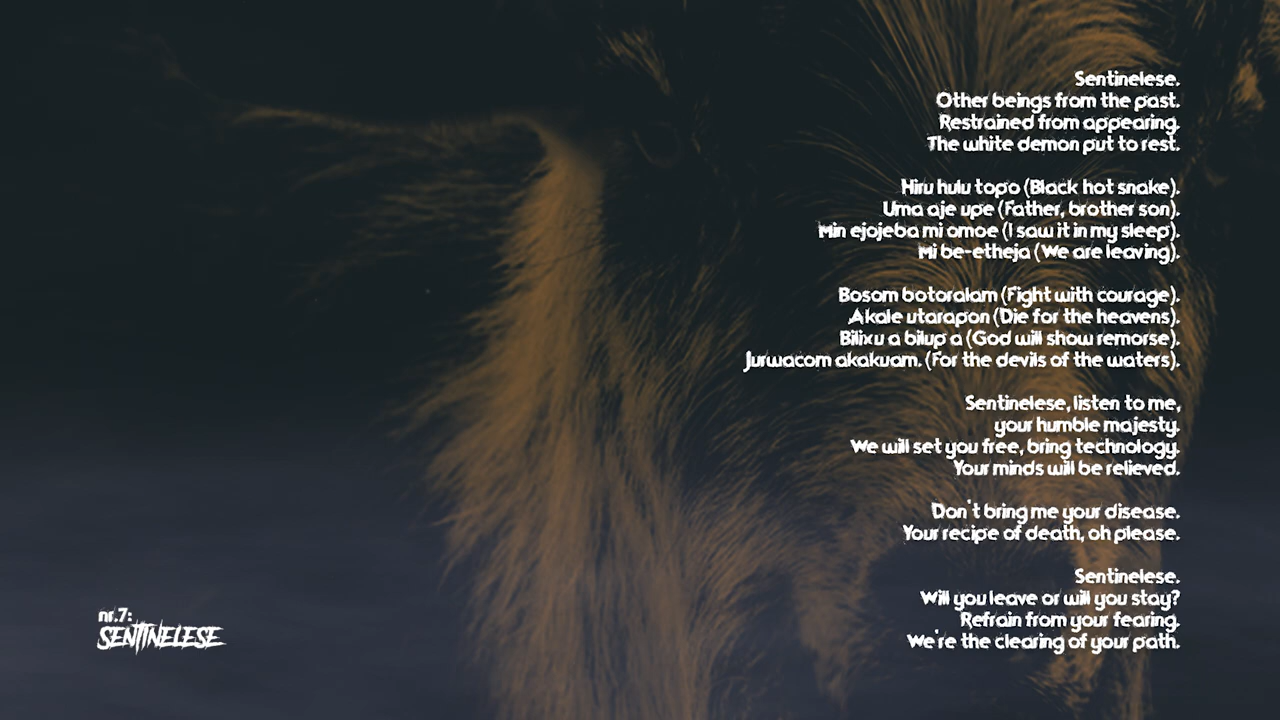 Sentinelese.
Other beings from the past.
Restrained from appearing.
The white demon put to rest.
Hiru hulu topo (Black hot snake).
Uma aje upe (Father, brother son).
Min ejojeba mi omoe (I saw it in my sleep).
Mi be-etheja (We are leaving).
Bosom botoralam (Fight with courage).
Akale utarapon (Die for the heavens).
Bilixu a bilup a (God will show remorse).
Jurwacom akakuam. (For the devils of the waters).
Sentinelese, listen to me,
your humble majesty.
We will set you free, bring technology.
Your minds will be relieved.
Don't bring me your disease.
Your recipe of death, oh please.
Sentinelese.
Will you leave or will you stay?
Refrain from your fearing.
We're the clearing of your path.
nr.7:
SENTINELESE